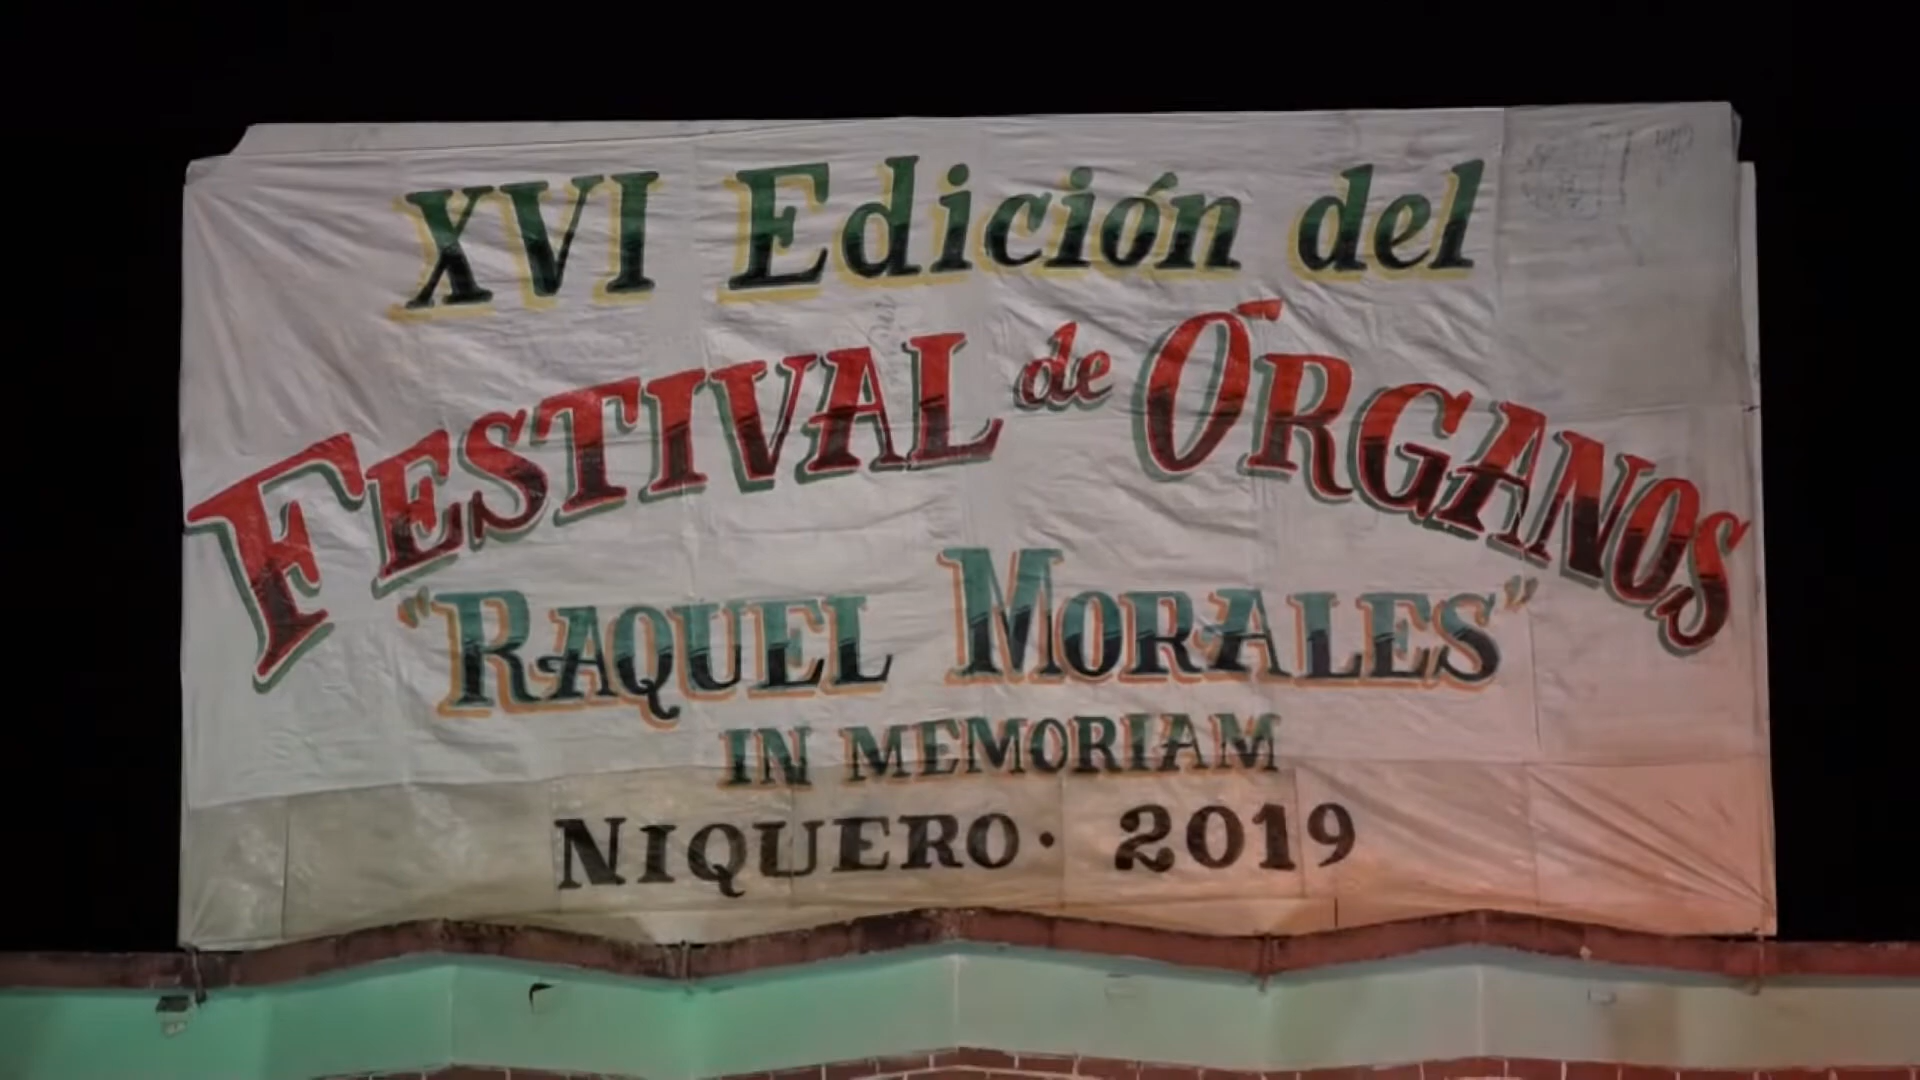 XVI Edición del
FESTIVAL de ÓRGANOS
"RAQUEL MORALES"
IN MEMORIAM
NIQUERO · 2019